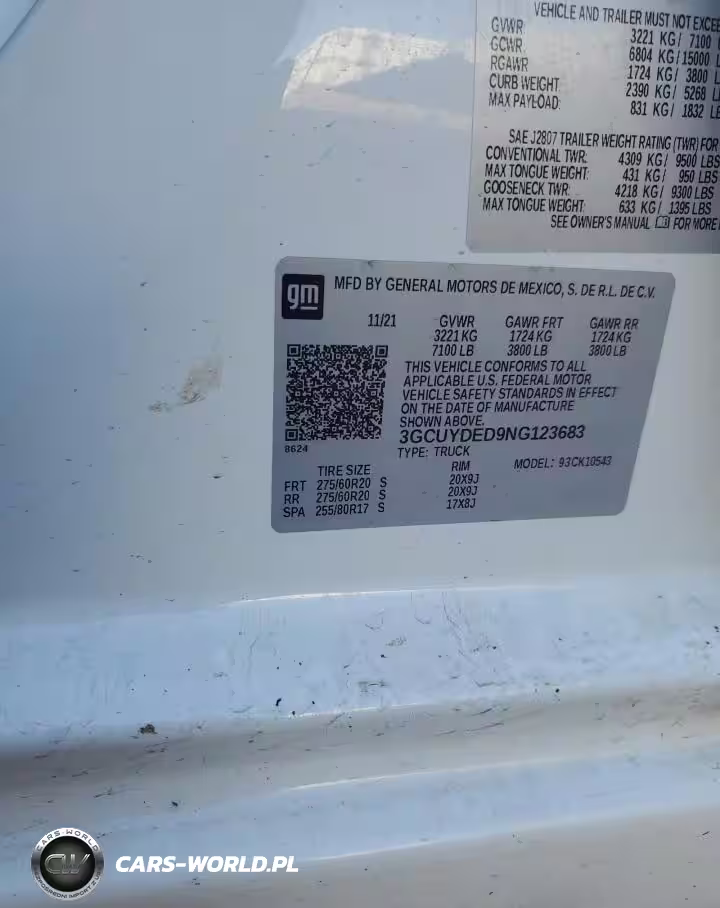 VEHICLE AND TRAILER MUST NOT EXCEE
GVWR: 3221 KG/ 7100 L
GCWR: 6804 KG/15000 L
RGAWR 1724 KG/ 3800 L
CURB WEIGHT: 2390 KG/ 5268 L
MAX PAYLOAD: 831 KG/ 1832 LB
SAE J2807 TRAILER WEIGHT RATING (TWR) FOR
CONVENTIONAL TWR: 4309 KG/ 9500 LBS
MAX TONGUE WEIGHT: 431 KG/ 950 LBS
GOOSENECK TWR: 4218 KG/ 9300 LBS
MAX TONGUE WEIGHT: 633 KG/ 1395 LBS
SEE OWNER'S MANUAL FOR MORE I
gm
MFD BY GENERAL MOTORS DE MEXICO, S. DE R.L. DE C.V.
11/21 GVWR GAWR FRT GAWR RR
3221 KG 1724 KG 1724 KG
7100 LB 3800 LB 3800 LB
THIS VEHICLE CONFORMS TO ALL
APPLICABLE U.S. FEDERAL MOTOR
VEHICLE SAFETY STANDARDS IN EFFECT
ON THE DATE OF MANUFACTURE
SHOWN ABOVE.
3GCUYDED9NG123683
8624
TYPE: TRUCK
MODEL: 93CK10543
TIRE SIZE RIM
FRT 275/60R20 S 20X9J
RR 275/60R20 S 20X9J
SPA 255/80R17 S 17X8J
CARS-WORLD
CW
CARS-WORLD.PL